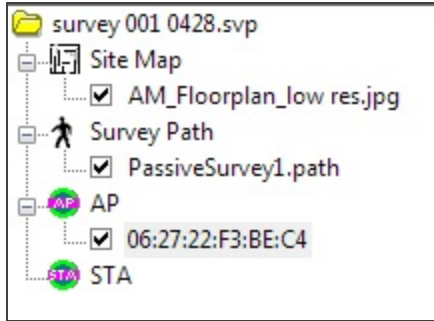 survey 001 0428.svp
Site Map
AM_Floorplan_low res.jpg
Survey Path
PassiveSurvey1.path
AP AP
06:27:22:F3:BE:C4
STA STA